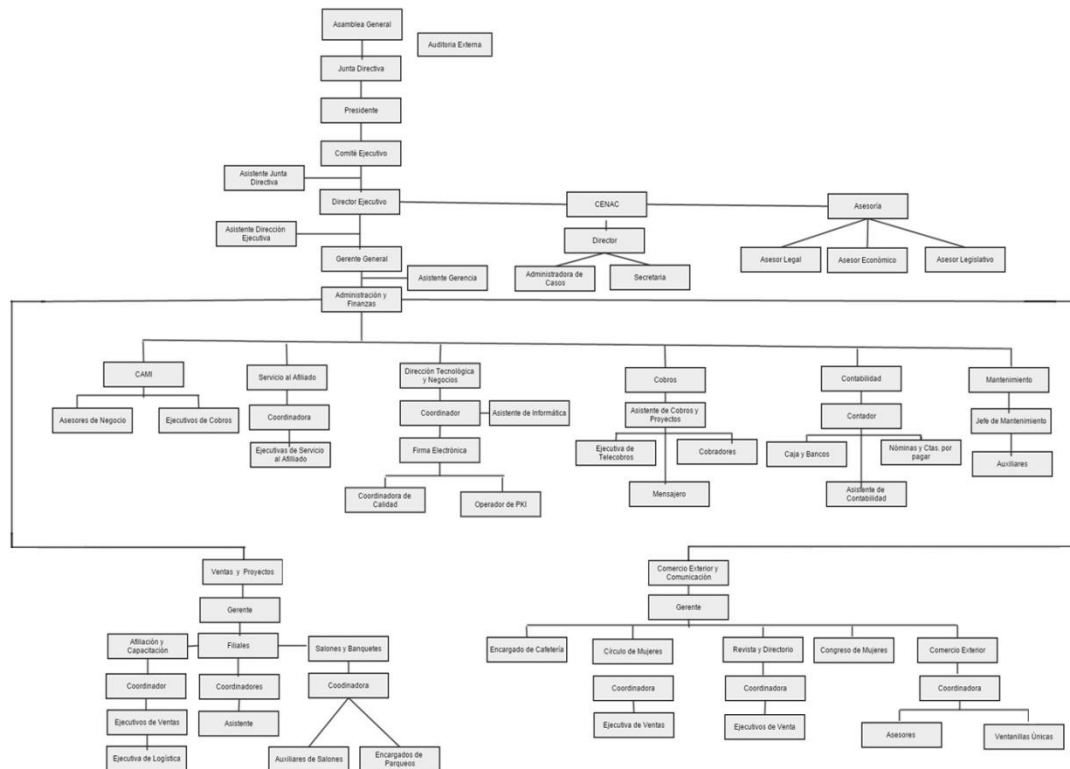 Asamblea General
Auditoria Externa
Junta Directiva
Presidente
Comité Ejecutivo
Asistente Junta
Directiva
Director Ejecutivo
CENAC
Asesoría
Asistente Dirección
Ejecutiva
Director
Gerente General
Asesor Legal
Asesor Económico
Asesor Legislativo
Asistente Gerencia
Administradora de
Casos
Secretaria
Administración y
Finanzas
CAMI
Servicio al Afiliado
Dirección Tecnológica
y Negocios
Cobros
Contabilidad
Mantenimiento
Asesores de Negocio
Ejecutivos de Cobros
Coordinadora
Coordinador
Asistente de Informática
Asistente de Cobros y
Proyectos
Contador
Jefe de Mantenimiento
Ejecutivas de Servicio
al Afiliado
Firma Electrónica
Ejecutiva de
Telecobros
Cobradores
Caja y Bancos
Nóminas y Ctas. por
pagar
Auxiliares
Coordinadora de
Calidad
Operador de PKI
Mensajero
Asistente de
Contabilidad
Ventas y Proyectos
Comercio Exterior y
Comunicación
Gerente
Gerente
Afiliación y
Capacitación
Filiales
Salones y Banquetes
Encargado de Cafetería
Círculo de Mujeres
Revista y Directorio
Congreso de Mujeres
Comercio Exterior
Coordinador
Coordinadores
Coodinadora
Coordinadora
Coordinadora
Coordinadora
Ejecutivos de Ventas
Asistente
Ejecutiva de Ventas
Ejecutivos de Venta
Asesores
Ventanillas Únicas
Ejecutiva de Logística
Auxiliares de Salones
Encargados de
Parqueos